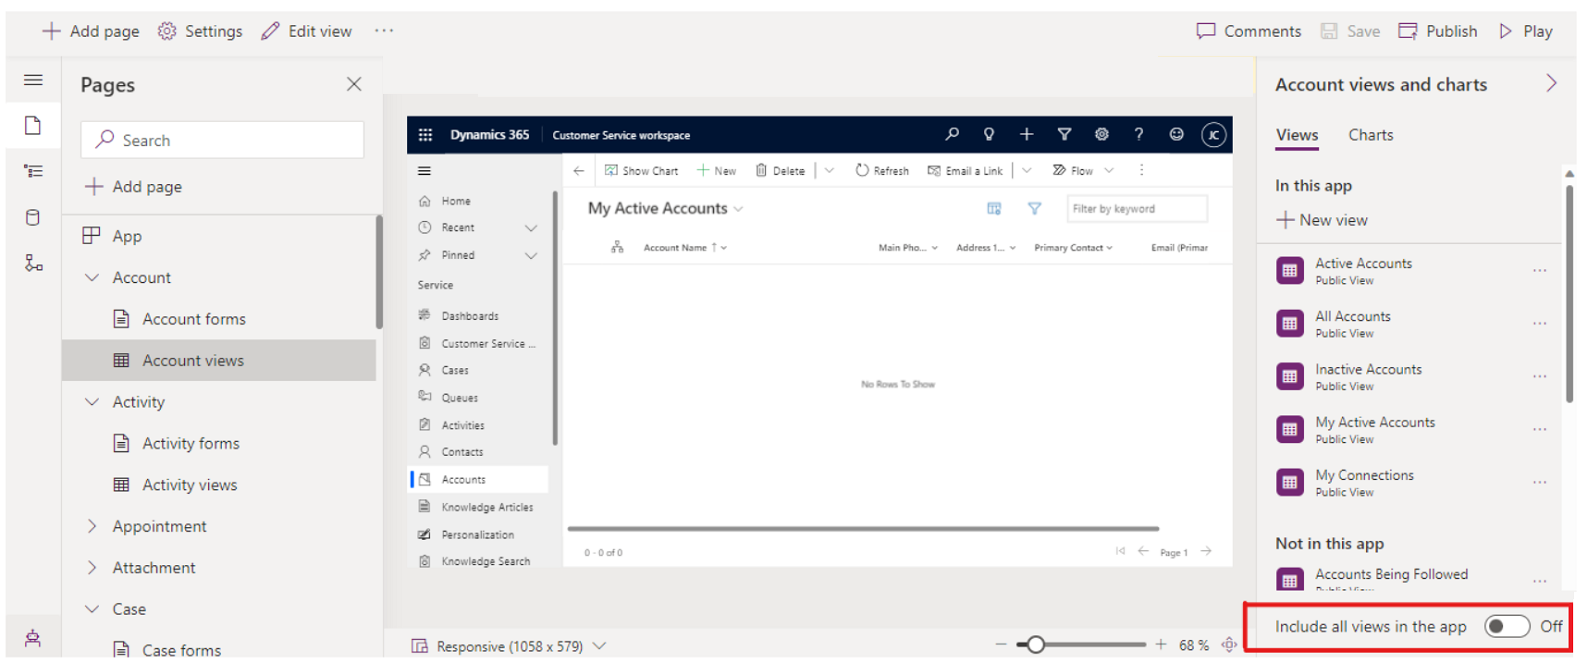 Add page Settings Edit view ...
Comments Save Publish Play
Pages
Search
Add page
App
Account
Account forms
Account views
Activity
Activity forms
Activity views
Appointment
Attachment
Case
Case forms
Dynamics 365 Customer Service workspace JC
Show Chart New Delete Refresh Email a Link Flow
My Active Accounts
Filter by keyword
Account Name Main Pho... Address 1... Primary Contact Email (Primar
Home
Recent
Pinned
Service
Dashboards
Customer Service ...
Cases
Queues
Activities
Contacts
Accounts
Knowledge Articles
Personalization
Knowledge Search
No Rows To Show
0 - 0 of 0
Page 1
Responsive (1058 x 579)
68 %
Account views and charts
Views Charts
In this app
New view
Active Accounts
Public View
All Accounts
Public View
Inactive Accounts
Public View
My Active Accounts
Public View
My Connections
Public View
Not in this app
Accounts Being Followed
Include all views in the app Off